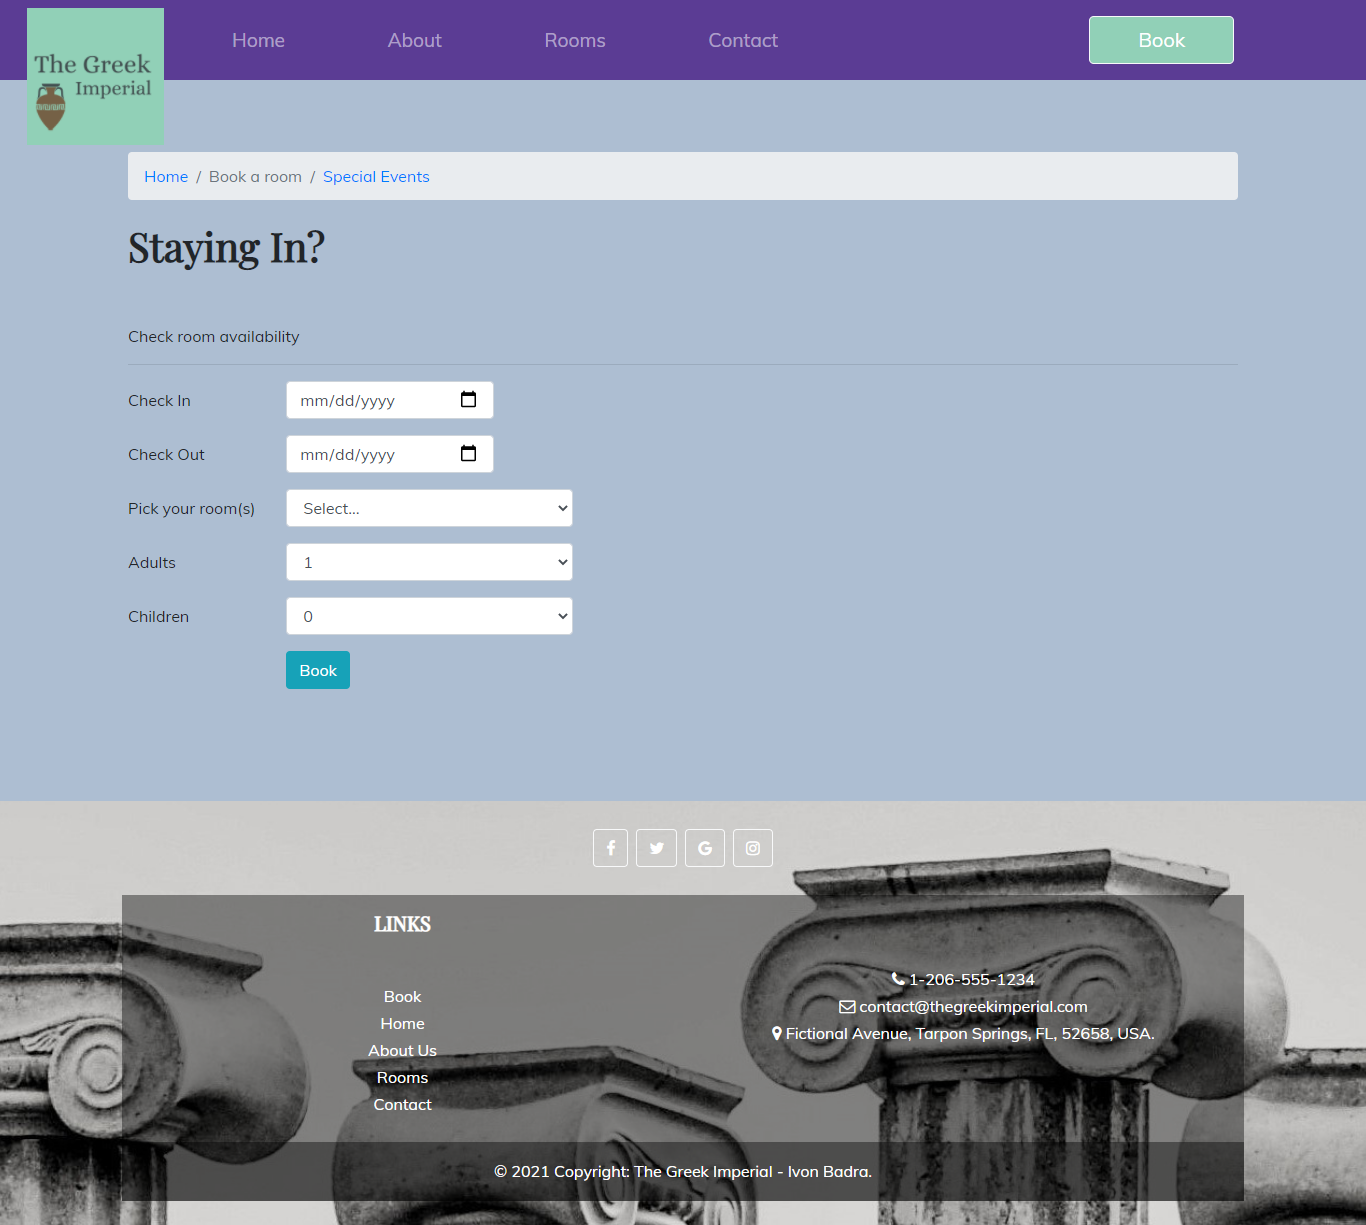 The Greek
Imperial
Home About Rooms Contact Book
Home / Book a room / Special Events
Staying In?
Check room availability
Check In mm/dd/yyyy
Check Out mm/dd/yyyy
Pick your room(s) Select...
Adults 1
Children 0
Book
LINKS
Book
Home
About Us
Rooms
Contact
1-206-555-1234
contact@thegreekimperial.com
Fictional Avenue, Tarpon Springs, FL, 52658, USA.
© 2021 Copyright: The Greek Imperial - Ivon Badra.